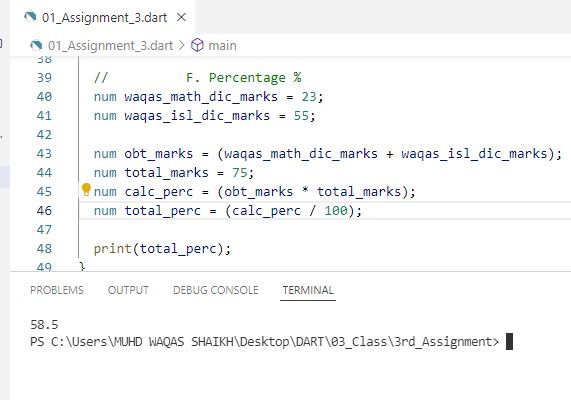 01_Assignment_3.dart ×
01_Assignment_3.dart > main
38
39 // F. Percentage %
40 num waqas_math_dic_marks = 23;
41 num waqas_isl_dic_marks = 55;
42
43 num obt_marks = (waqas_math_dic_marks + waqas_isl_dic_marks);
44 num total_marks = 75;
45 num calc_perc = (obt_marks * total_marks);
46 num total_perc = (calc_perc / 100);
47
48 print(total_perc);
49 }
PROBLEMS OUTPUT DEBUG CONSOLE TERMINAL
58.5
PS C:\Users\MUHD WAQAS SHAIKH\Desktop\DART\03_Class\3rd_Assignment>